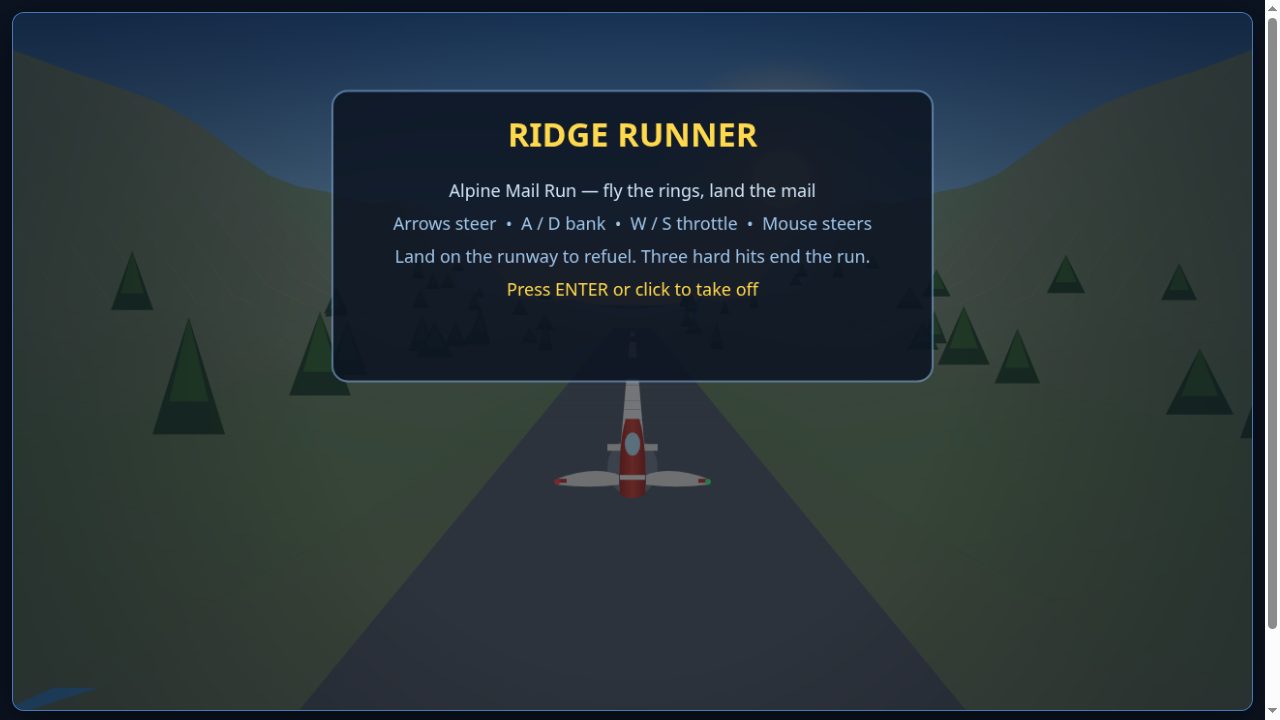 RIDGE RUNNER
Alpine Mail Run — fly the rings, land the mail
Arrows steer • A / D bank • W / S throttle • Mouse steers
Land on the runway to refuel. Three hard hits end the run.
Press ENTER or click to take off